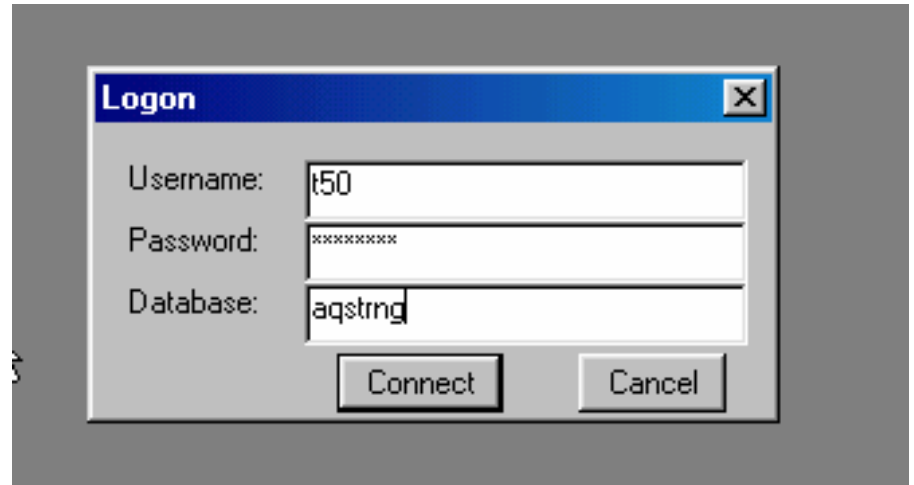 Logon
Username: t50
Password: ********
Database: aqstrng
Connect Cancel